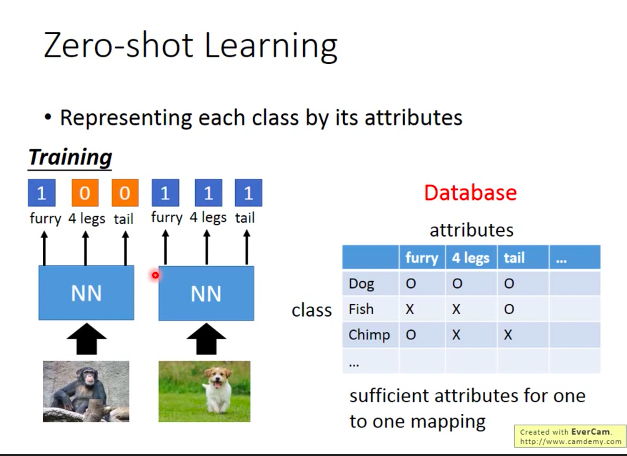 Zero-shot Learning
• Representing each class by its attributes
Training
1 0 0 1 1 1
furry 4 legs tail furry 4 legs tail
NN NN
Database
attributes
class
furry 4 legs tail ...
Dog O O O
Fish X X O
Chimp O X X
...
sufficient attributes for one
to one mapping
Created with EverCam.
http://www.camdemy.com